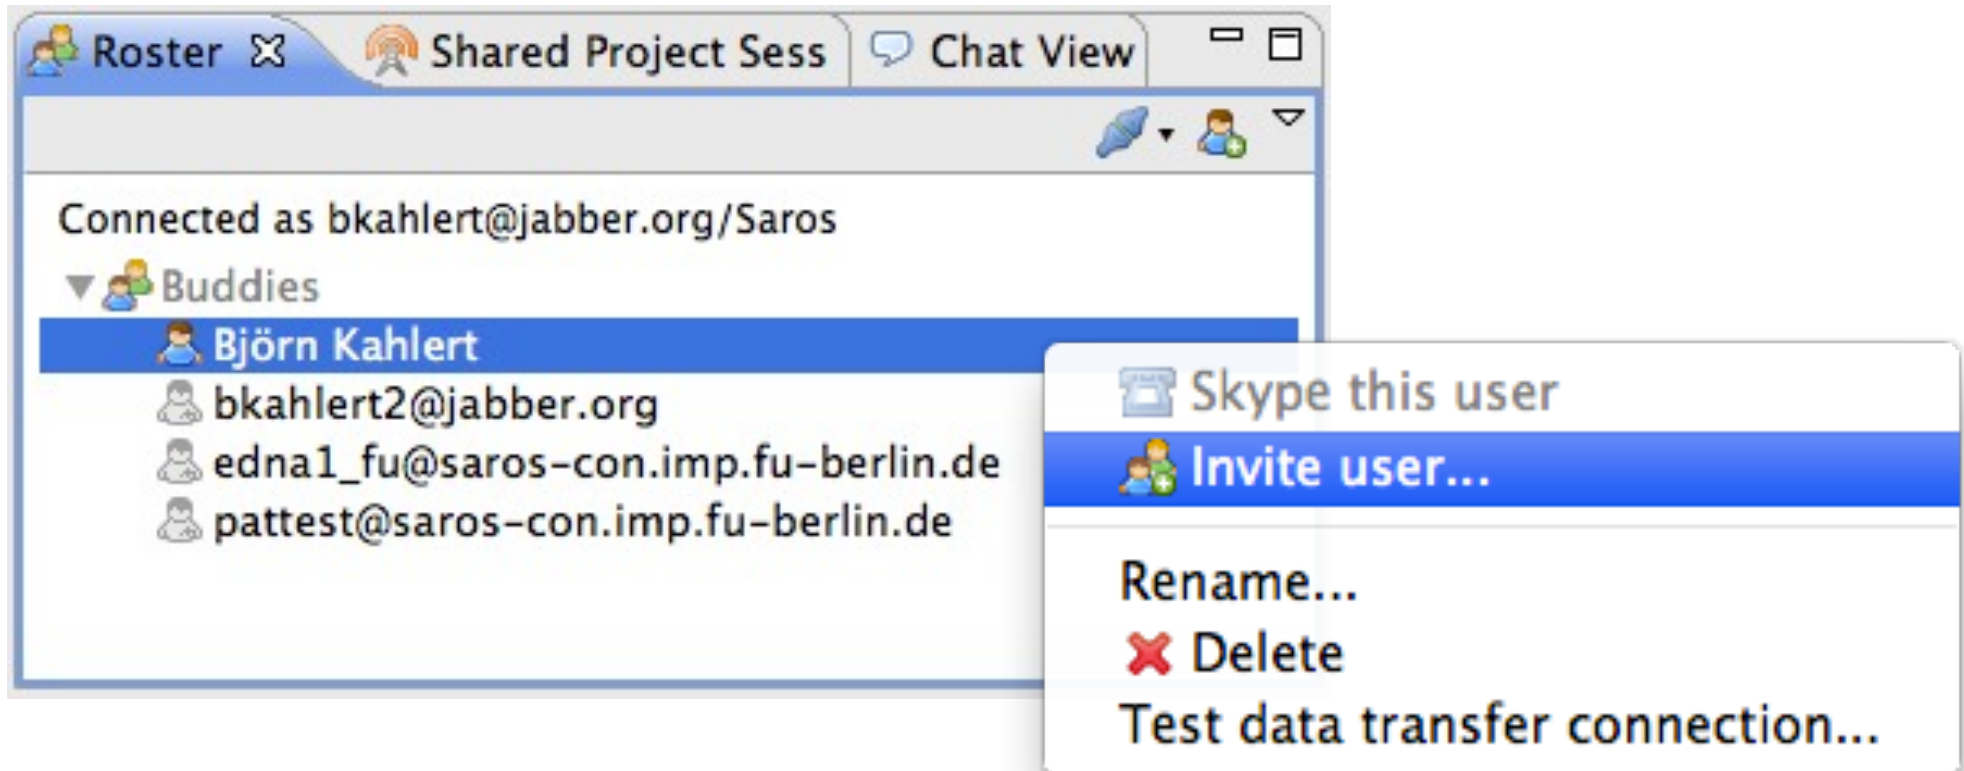 Roster Shared Project Sess Chat View
Connected as bkahlert@jabber.org/Saros
Buddies
Björn Kahlert
bkahlert2@jabber.org
edna1_fu@saros-con.imp.fu-berlin.de
pattest@saros-con.imp.fu-berlin.de
Skype this user
Invite user...
Rename...
Delete
Test data transfer connection...